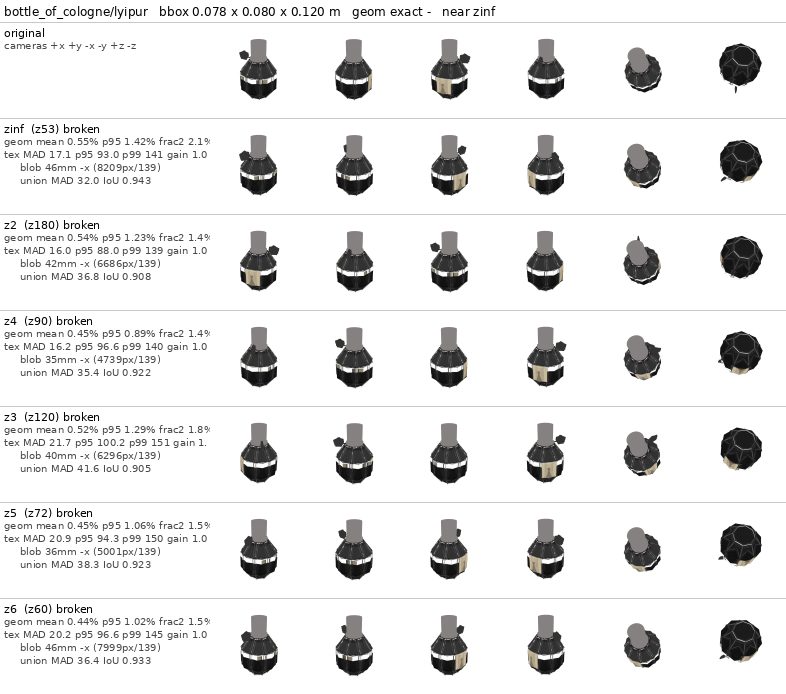 bottle_of_cologne/lyipur bbox 0.078 x 0.080 x 0.120 m geom exact - near zinf
original
cameras +x +y -x -y +z -z
zinf (z53) broken
geom mean 0.55% p95 1.42% frac2 2.1%
tex MAD 17.1 p95 93.0 p99 141 gain 1.0
blob 46mm -x (8209px/139)
union MAD 32.0 IoU 0.943
z2 (z180) broken
geom mean 0.54% p95 1.23% frac2 1.4%
tex MAD 16.0 p95 88.0 p99 139 gain 1.0
blob 42mm -x (6686px/139)
union MAD 36.8 IoU 0.908
z4 (z90) broken
geom mean 0.45% p95 0.89% frac2 1.4%
tex MAD 16.2 p95 96.6 p99 140 gain 1.0
blob 35mm -x (4739px/139)
union MAD 35.4 IoU 0.922
z3 (z120) broken
geom mean 0.52% p95 1.29% frac2 1.8%
tex MAD 21.7 p95 100.2 p99 151 gain 1.
blob 40mm -x (6296px/139)
union MAD 41.6 IoU 0.905
z5 (z72) broken
geom mean 0.45% p95 1.06% frac2 1.5%
tex MAD 20.9 p95 94.3 p99 150 gain 1.0
blob 36mm -x (5001px/139)
union MAD 38.3 IoU 0.923
z6 (z60) broken
geom mean 0.44% p95 1.02% frac2 1.5%
tex MAD 20.2 p95 96.6 p99 145 gain 1.0
blob 46mm -x (7999px/139)
union MAD 36.4 IoU 0.933